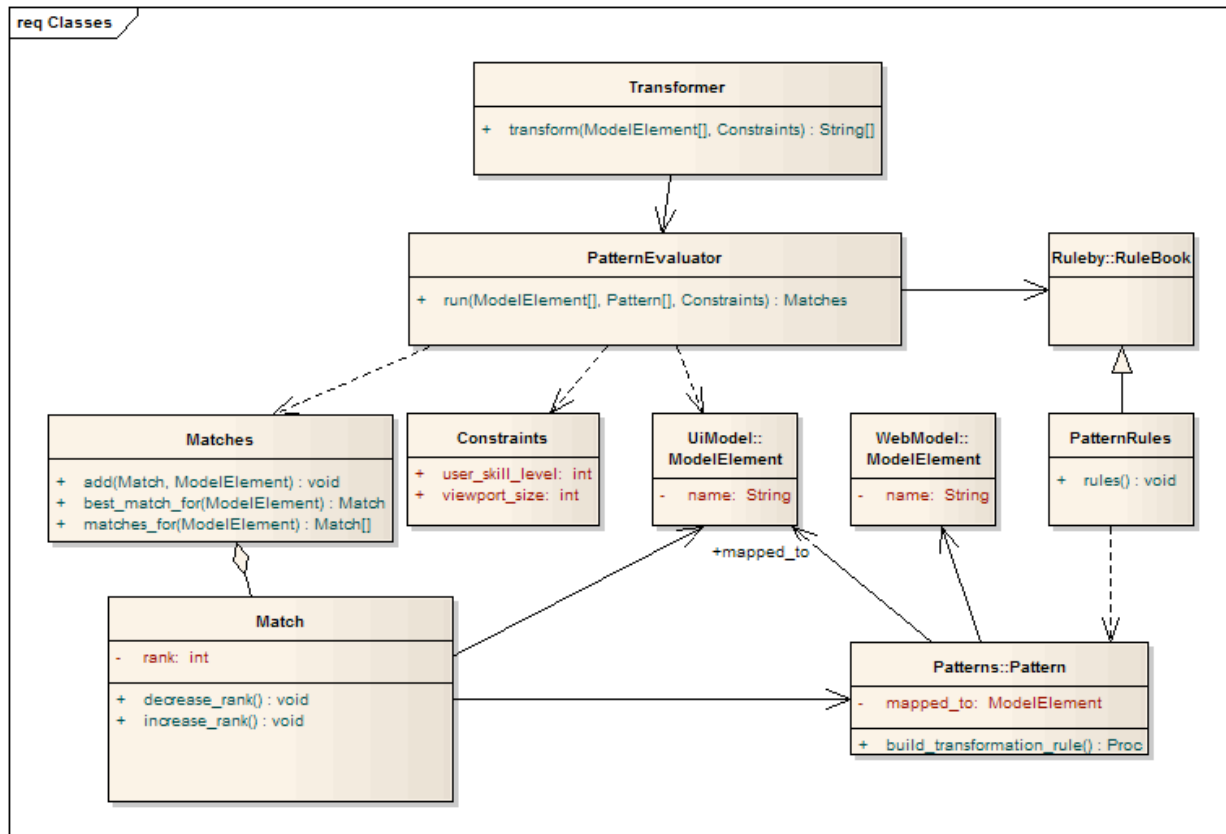 req Classes
Transformer
+ transform(ModelElement[], Constraints) : String[]
PatternEvaluator
+ run(ModelElement[], Pattern[], Constraints) : Matches
Ruleby::RuleBook
Matches
+ add(Match, ModelElement) : void
+ best_match_for(ModelElement) : Match
+ matches_for(ModelElement) : Match[]
Constraints
+ user_skill_level: int
+ viewport_size: int
UiModel::
ModelElement
- name: String
WebModel::
ModelElement
- name: String
PatternRules
+ rules() : void
+mapped_to
Match
- rank: int
+ decrease_rank() : void
+ increase_rank() : void
Patterns::Pattern
- mapped_to: ModelElement
+ build_transformation_rule() : Proc